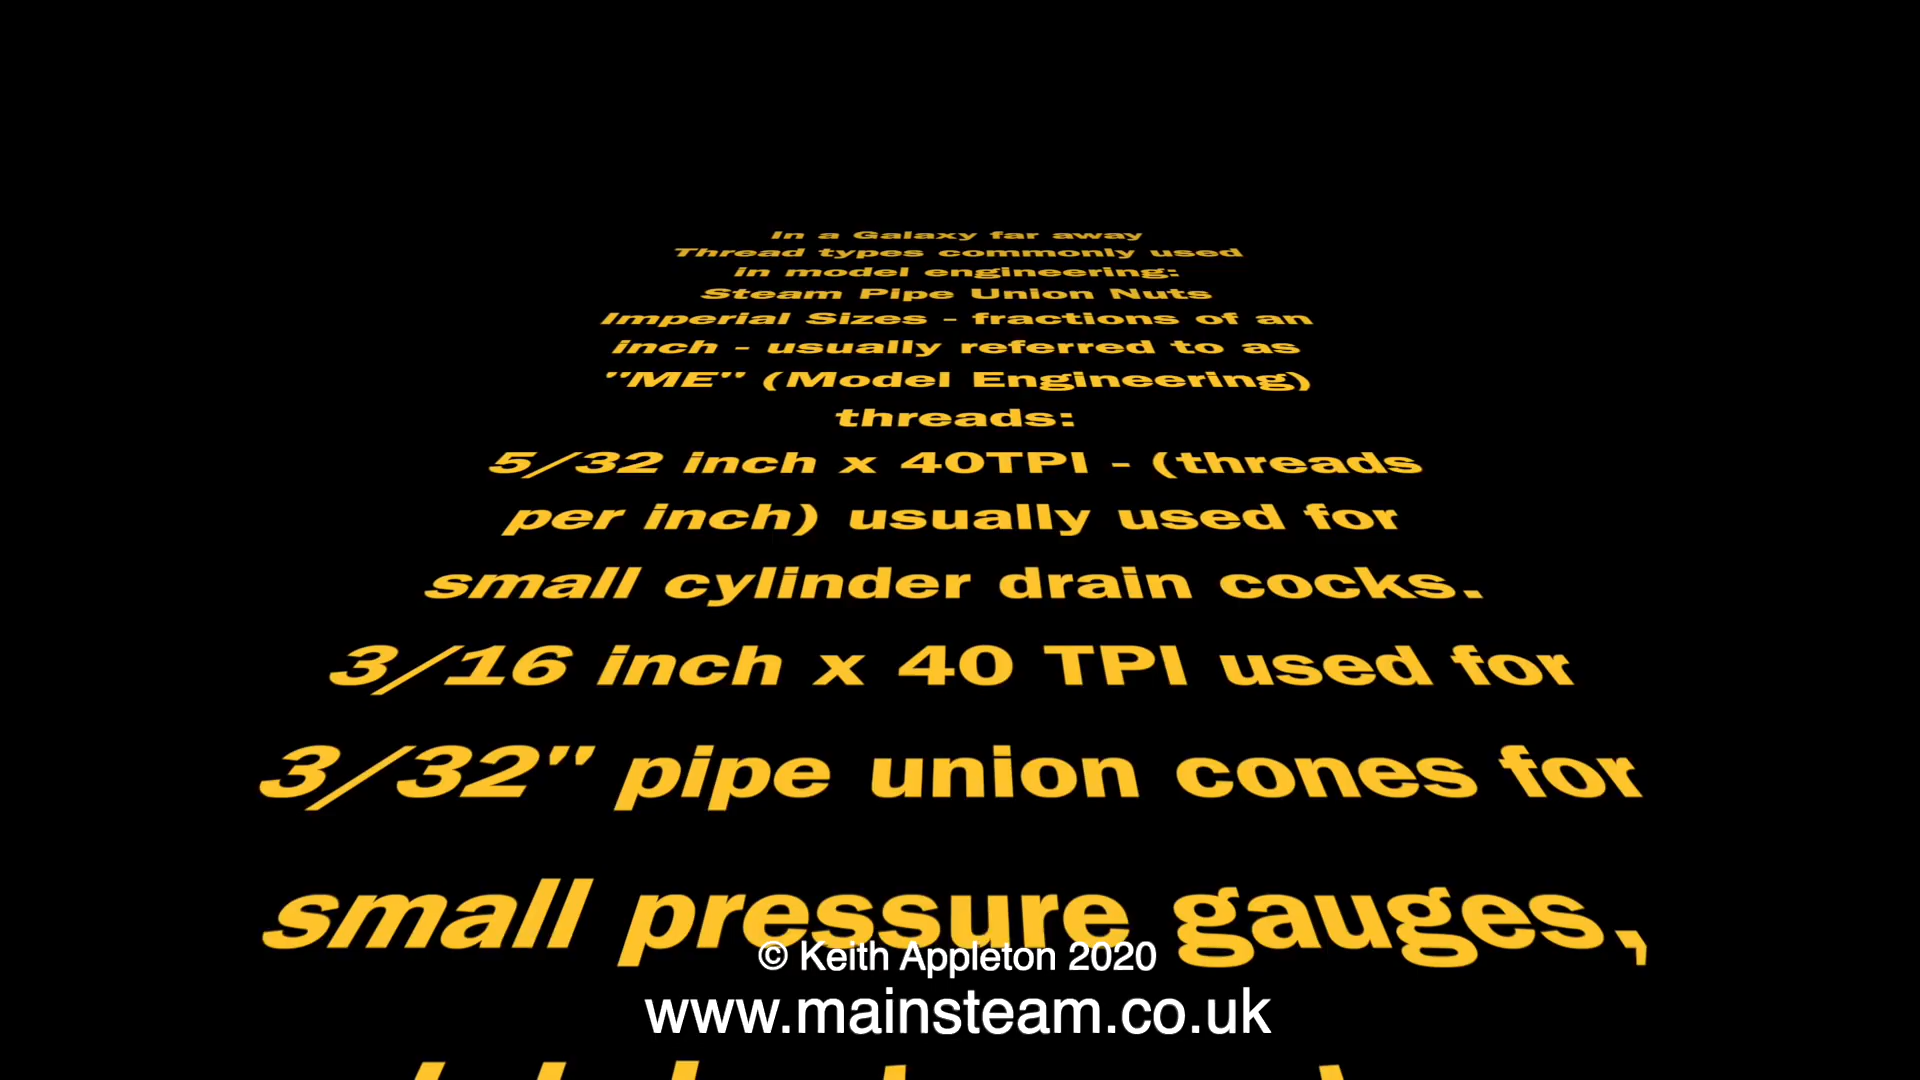 In a Galaxy far away
Thread types commonly used
in model engineering:
Steam Pipe Union Nuts
Imperial Sizes - fractions of an
inch - usually referred to as
"ME" (Model Engineering)
threads:
5/32 inch x 40TPI - (threads
per inch) usually used for
small cylinder drain cocks.
3/16 inch x 40 TPI used for
3/32" pipe union cones for
small pressure gauges,
© Keith Appleton 2020
www.mainsteam.co.uk